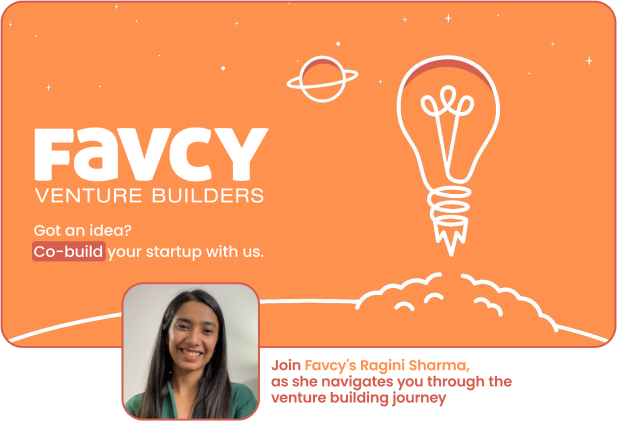 FAVCY
VENTURE BUILDERS
Got an idea?
Co-build your startup with us.
Join Favcy's Ragini Sharma,
as she navigates you through the
venture building journey